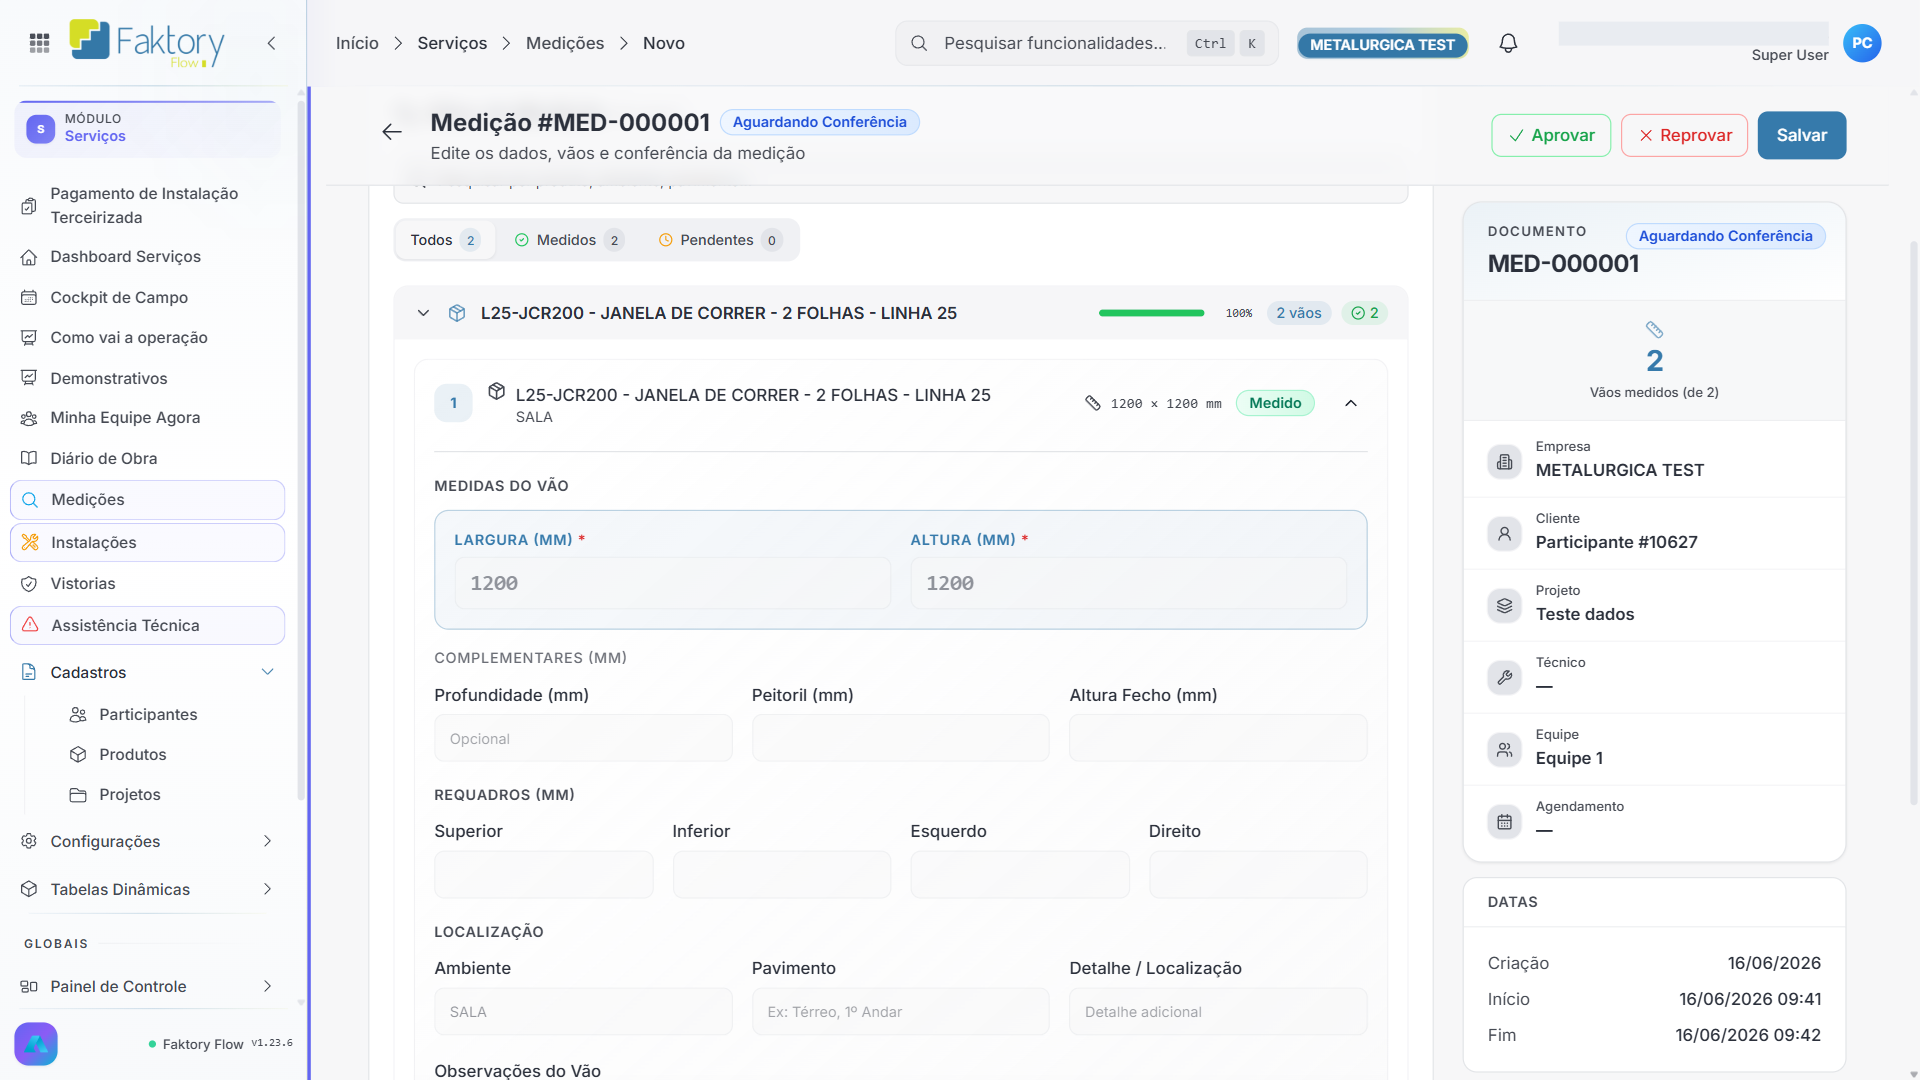 Faktory
Flow
Início
Serviços
Medições
Novo
Pesquisar funcionalidades...
Ctrl
K
METALURGICA TEST
Super User
PC
S
MÓDULO
Serviços
Pagamento de Instalação
Terceirizada
Dashboard Serviços
Cockpit de Campo
Como vai a operação
Demonstrativos
Minha Equipe Agora
Diário de Obra
Medições
Instalações
Vistorias
Assistência Técnica
Cadastros
Participantes
Produtos
Projetos
Configurações
Tabelas Dinâmicas
GLOBAIS
Painel de Controle
Faktory Flow v1.23.6
Medição #MED-000001
Aguardando Conferência
Edite os dados, vãos e conferência da medição
Aprovar
Reprovar
Salvar
Todos 2
Medidos 2
Pendentes 0
L25-JCR200 - JANELA DE CORRER - 2 FOLHAS - LINHA 25
100%
2 vãos
2
1
L25-JCR200 - JANELA DE CORRER - 2 FOLHAS - LINHA 25
SALA
1200 × 1200 mm
Medido
MEDIDAS DO VÃO
LARGURA (MM) *
ALTURA (MM) *
1200
1200
COMPLEMENTARES (MM)
Profundidade (mm)
Peitoril (mm)
Altura Fecho (mm)
Opcional
REQUADROS (MM)
Superior
Inferior
Esquerdo
Direito
LOCALIZAÇÃO
Ambiente
Pavimento
Detalhe / Localização
SALA
Ex: Térreo, 1º Andar
Detalhe adicional
Observações do Vão
DOCUMENTO
Aguardando Conferência
MED-000001
2
Vãos medidos (de 2)
Empresa
METALURGICA TEST
Cliente
Participante #10627
Projeto
Teste dados
Técnico
—
Equipe
Equipe 1
Agendamento
—
DATAS
Criação 16/06/2026
Início 16/06/2026 09:41
Fim 16/06/2026 09:42